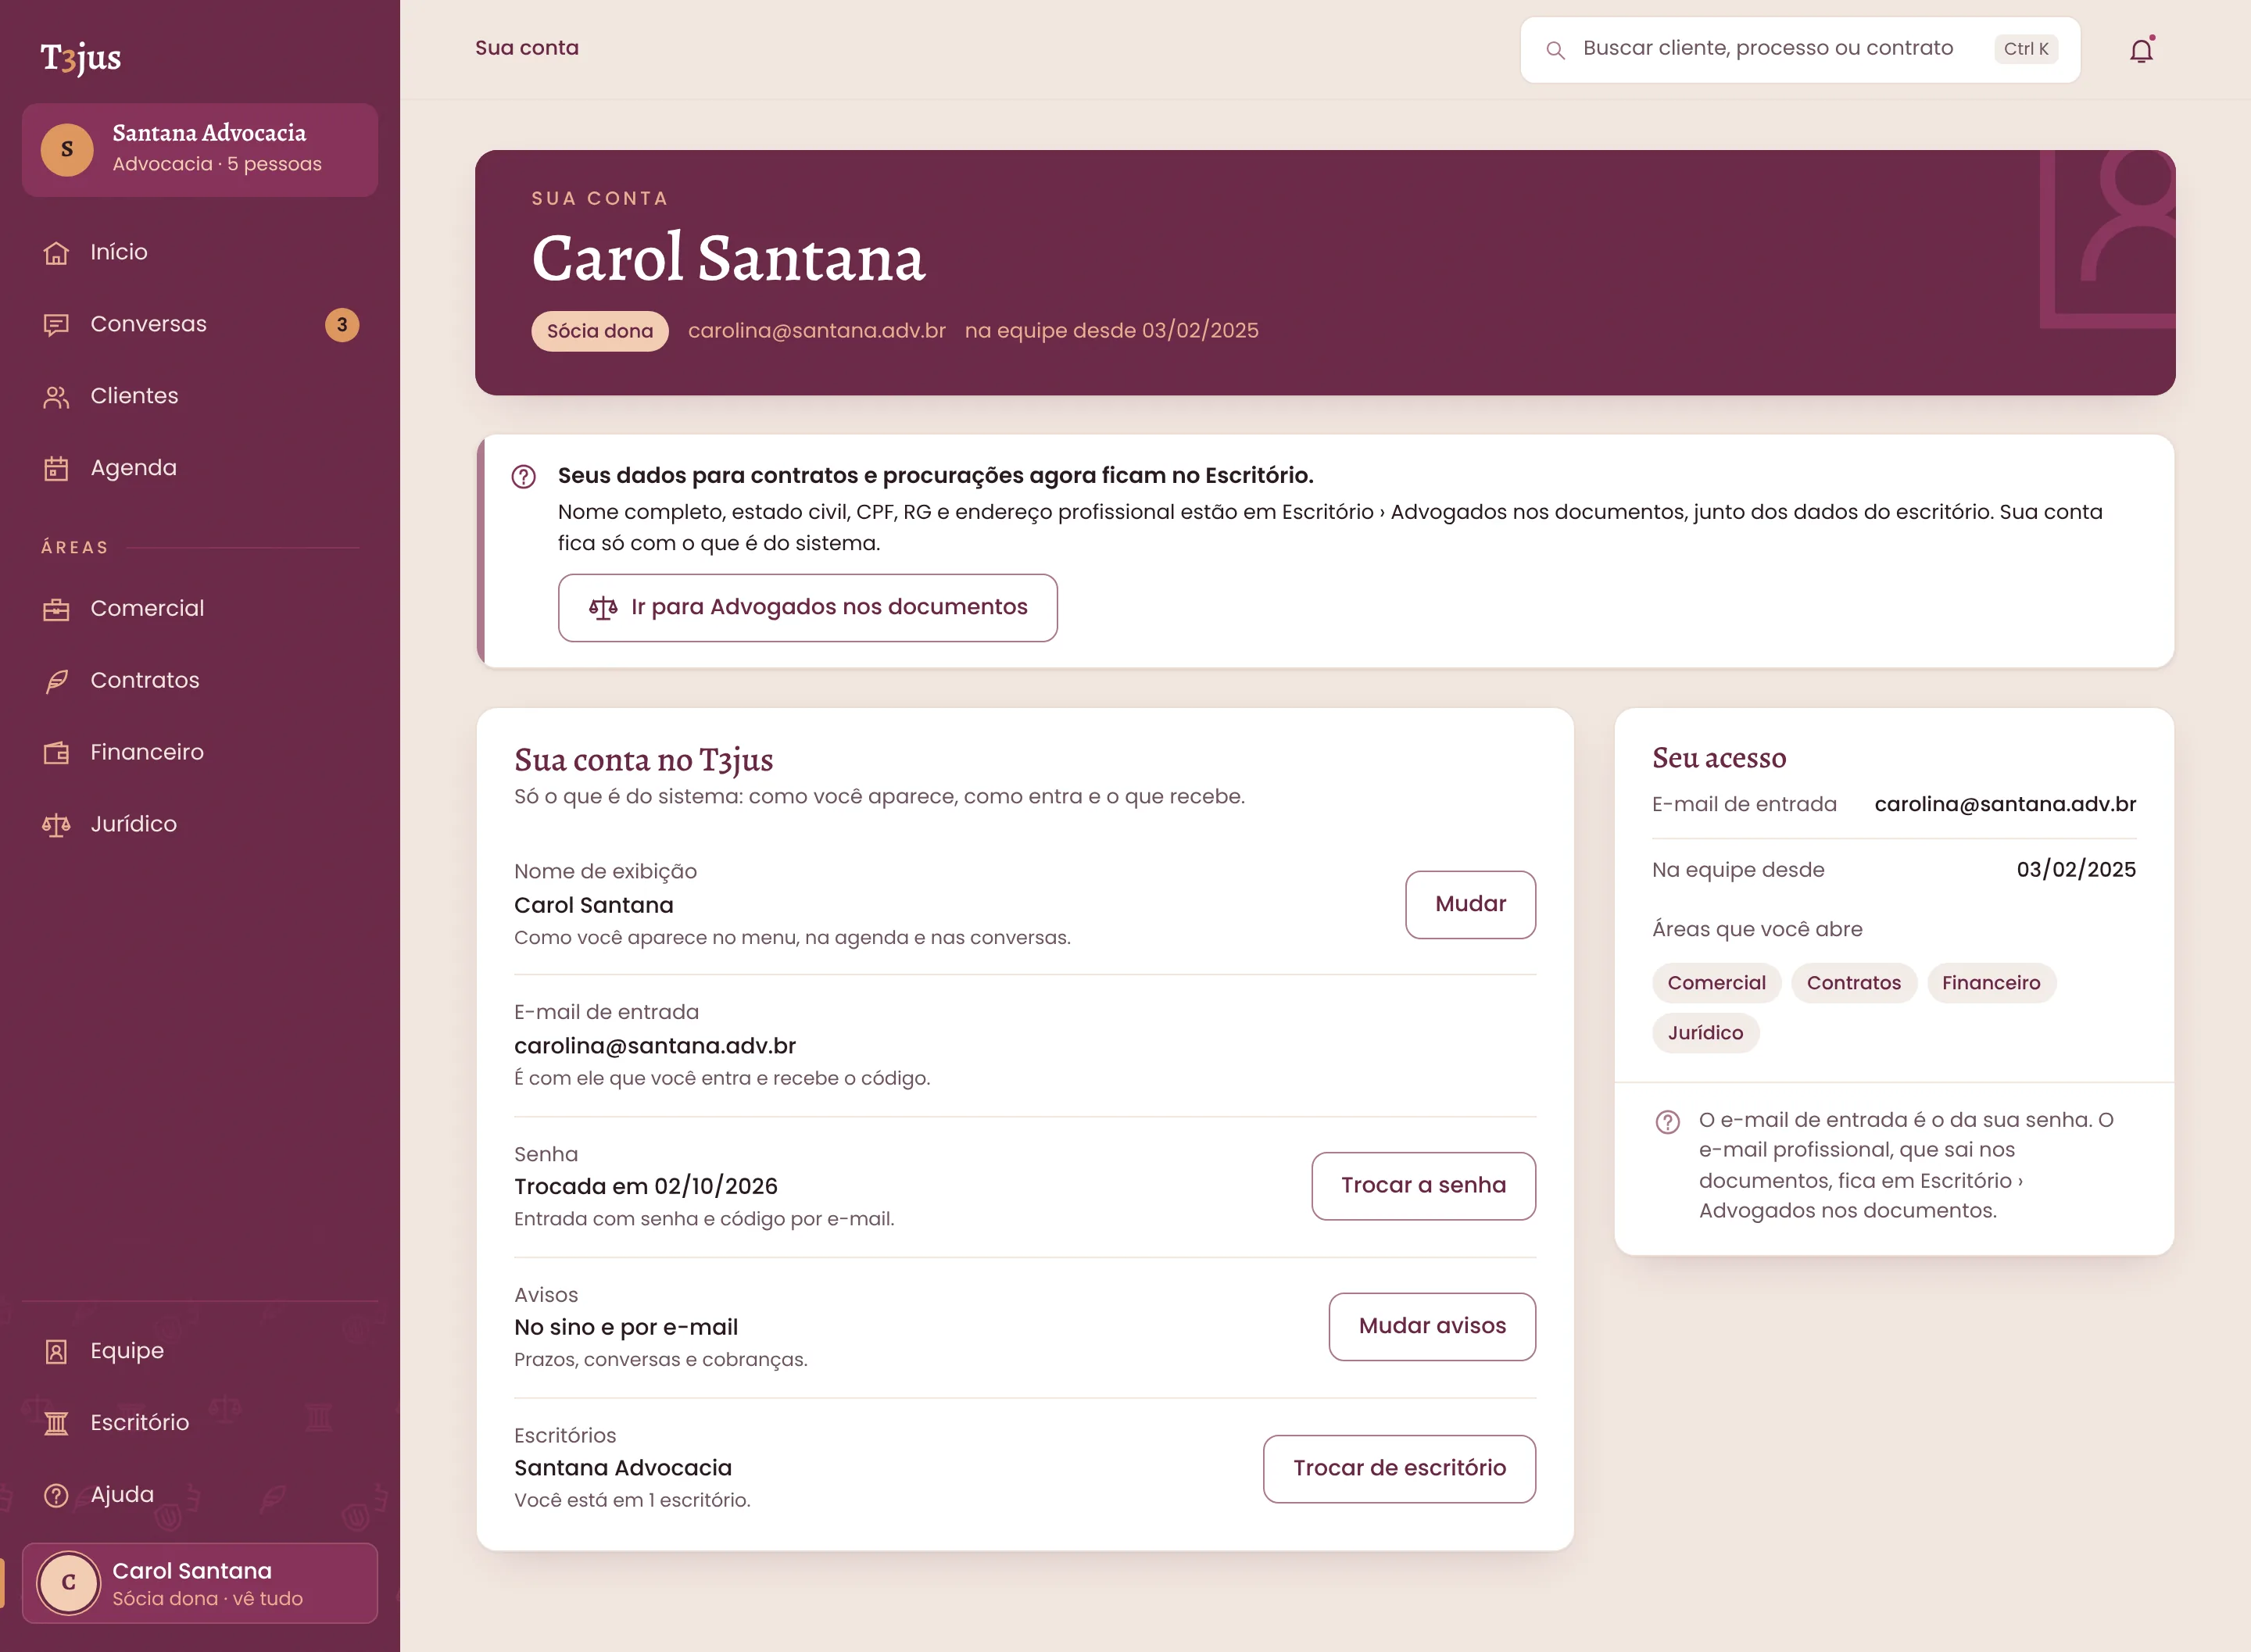 T3jus
S
Santana Advocacia
Advocacia · 5 pessoas
Início
Conversas
3
Clientes
Agenda
ÁREAS
Comercial
Contratos
Financeiro
Jurídico
Equipe
Escritório
Ajuda
C
Carol Santana
Sócia dona · vê tudo
Sua conta
Buscar cliente, processo ou contrato
Ctrl K
SUA CONTA
Carol Santana
Sócia dona
carolina@santana.adv.br
na equipe desde 03/02/2025
Seus dados para contratos e procurações agora ficam no Escritório.
Nome completo, estado civil, CPF, RG e endereço profissional estão em Escritório › Advogados nos documentos, junto dos dados do escritório. Sua conta
fica só com o que é do sistema.
Ir para Advogados nos documentos
Sua conta no T3jus
Só o que é do sistema: como você aparece, como entra e o que recebe.
Nome de exibição
Carol Santana
Como você aparece no menu, na agenda e nas conversas.
Mudar
E-mail de entrada
carolina@santana.adv.br
É com ele que você entra e recebe o código.
Senha
Trocada em 02/10/2026
Entrada com senha e código por e-mail.
Trocar a senha
Avisos
No sino e por e-mail
Prazos, conversas e cobranças.
Mudar avisos
Escritórios
Santana Advocacia
Você está em 1 escritório.
Trocar de escritório
Seu acesso
E-mail de entrada
carolina@santana.adv.br
Na equipe desde
03/02/2025
Áreas que você abre
Comercial
Contratos
Financeiro
Jurídico
O e-mail de entrada é o da sua senha. O
e-mail profissional, que sai nos
documentos, fica em Escritório ›
Advogados nos documentos.